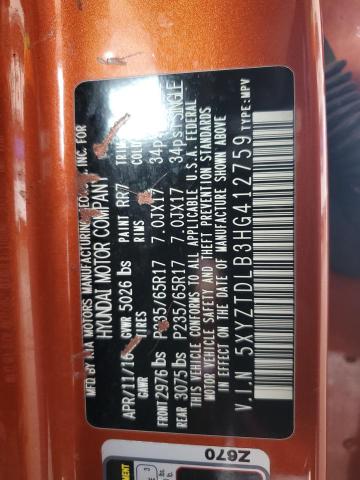 MFG BY KIA MOTORS MANUFACTURING INC. FOR
HYUNDAI MOTOR COMPANY
APR/11/16 GVWR 5026 lbs PAINT RR7 TRIM
GAWR TIRES RIMS COLD
FRONT 2976 lbs P235/65R17 7.0JX17 34psi
REAR 3075 lbs P235/65R17 7.0JX17 34psi SINGLE
THIS VEHICLE CONFORMS TO ALL APPLICABLE U.S.A. FEDERAL
MOTOR VEHICLE SAFETY AND THEFT PREVENTION STANDARDS
IN EFFECT ON THE DATE OF MANUFACTURE SHOWN ABOVE
V.I.N 5XYZTDLB3HG412759 TYPE:MPV
Z670